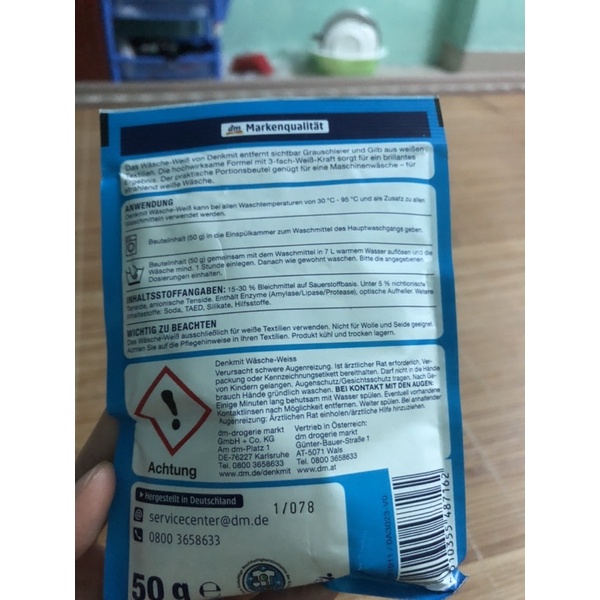 dm Markenqualität
Das Wäsche-Weiß von Denkmit entfernt sichtbar Grauschleier und Gilb aus weißen
Textilien. Die hochwirksame Formel mit 3-fach-Weiß-Kraft sorgt für ein brillantes
Ergebnis. Der praktische Portionsbeutel genügt für eine Maschinenwäsche – für
strahlend weiße Wäsche.
ANWENDUNG
Denkmit Wäsche-Weiß kann bei allen Waschtemperaturen von 30 °C - 95 °C und als Zusatz zu allen
Waschmitteln verwendet werden.
Beutelinhalt (50 g) in die Einspülkammer zum Waschmittel des Hauptwaschgangs geben.
Beutelinhalt (50 g) gemeinsam mit dem Waschmittel in 7 L warmem Wasser auflösen und die
Wäsche mind. 1 Stunde einlegen. Danach wie gewohnt waschen. Bitte die angegebenen
Dosierungen einhalten.
INHALTSSTOFFANGABEN: 15-30 % Bleichmittel auf Sauerstoffbasis. Unter 5 % nichtionische
Tenside, anionische Tenside. Enthält Enzyme (Amylase/Lipase/Protease), optische Aufheller. Weitere
Inhaltsstoffe: Soda, TAED, Silikate, Hilfsstoffe.
WICHTIG ZU BEACHTEN
Das Wäsche-Weiß ausschließlich für weiße Textilien verwenden. Nicht für Wolle und Seide geeignet.
Achten Sie auf die Pflegehinweise in Ihren Textilien. Produkt kühl und trocken lagern.
Denkmit Wäsche-Weiss
Verursacht schwere Augenreizung. Ist ärztlicher Rat erforderlich, Ver-
packung oder Kennzeichnungsetikett bereithalten. Darf nicht in die Hände
von Kindern gelangen. Augenschutz/Gesichtsschutz tragen. Nach Ge-
brauch Hände gründlich waschen. BEI KONTAKT MIT DEN AUGEN:
Einige Minuten lang behutsam mit Wasser spülen. Eventuell vorhandene
Kontaktlinsen nach Möglichkeit entfernen. Weiter spülen. Bei anhaltender
Augenreizung: Ärztlichen Rat einholen/ärztliche Hilfe hinzuziehen.
Achtung
dm-drogerie markt
GmbH + Co. KG
Am dm-Platz 1
DE-76227 Karlsruhe
Tel. 0800 3658633
www.dm.de/denkmit
Vertrieb in Österreich:
dm drogerie markt
Günter-Bauer-Straße 1
AT-5071 Wals
Tel. 0800 3658633
www.dm.at
Hergestellt in Deutschland
1/078
servicecenter@dm.de
0800 3658633
50 g e